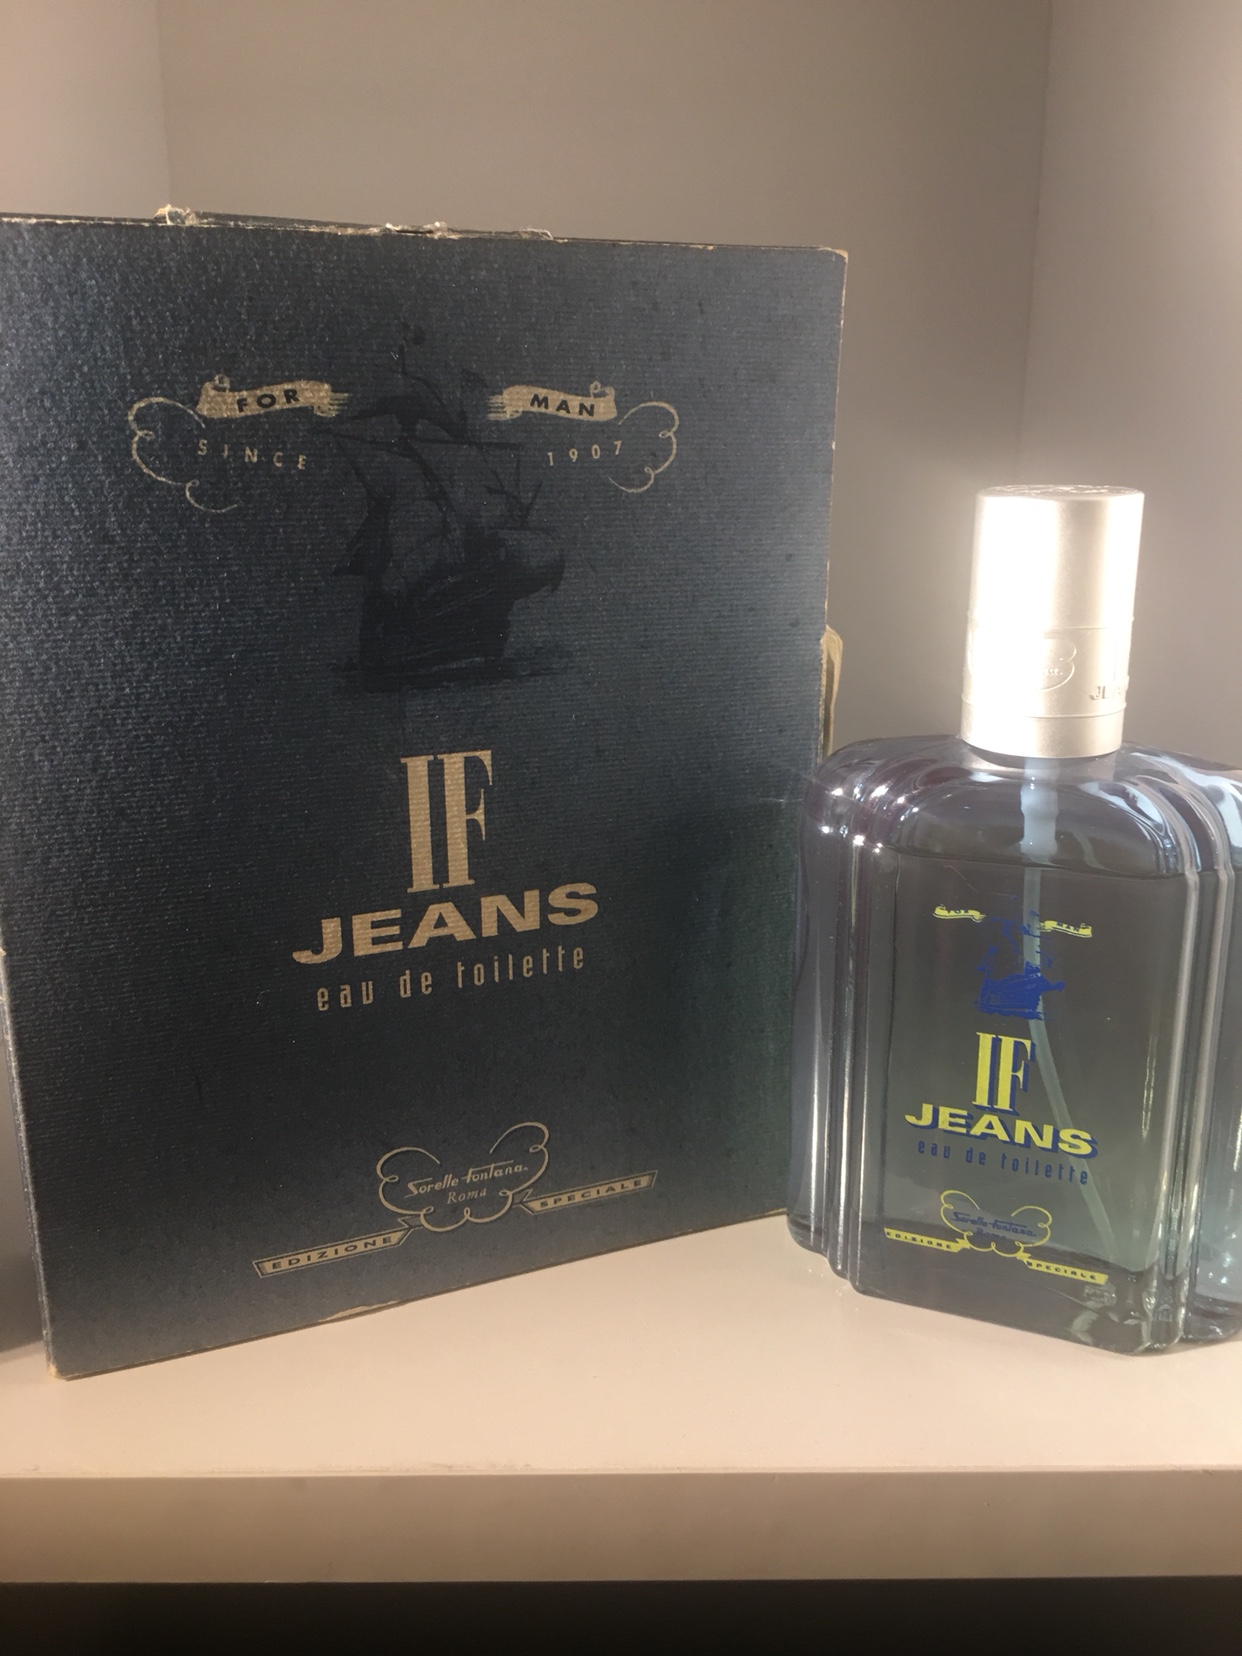 FOR MAN
SINCE 1907
IF
JEANS
eau de toilette
Sorelle Fontana
Roma
EDIZIONE SPECIALE
JE
IF
JEANS
eau de toilette
Sorelle Fontana
EDIZIONE SPECIALE